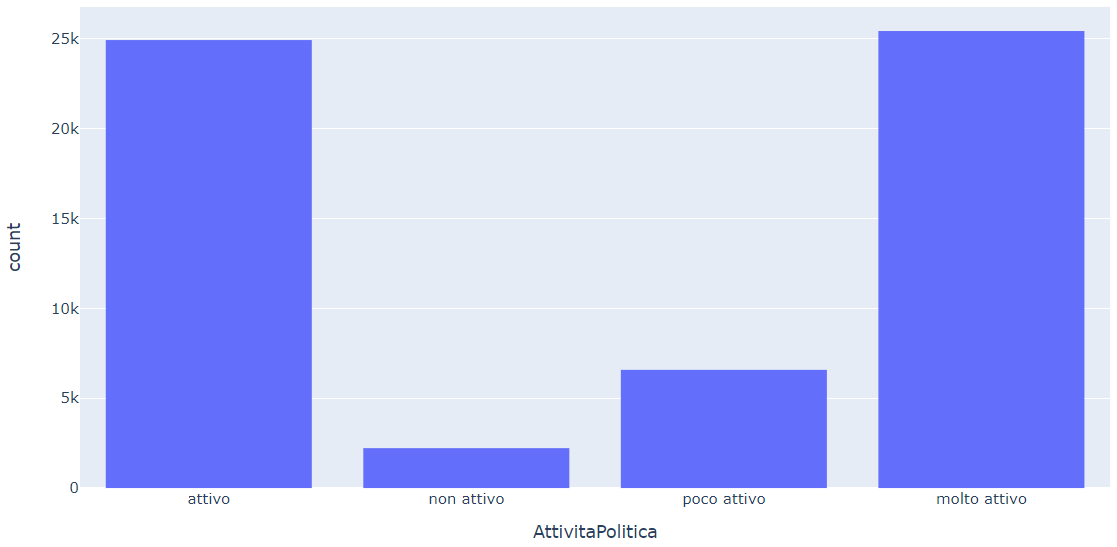 25k
20k
15k
10k
5k
0
count
attivo
non attivo
poco attivo
molto attivo
AttivitaPolitica